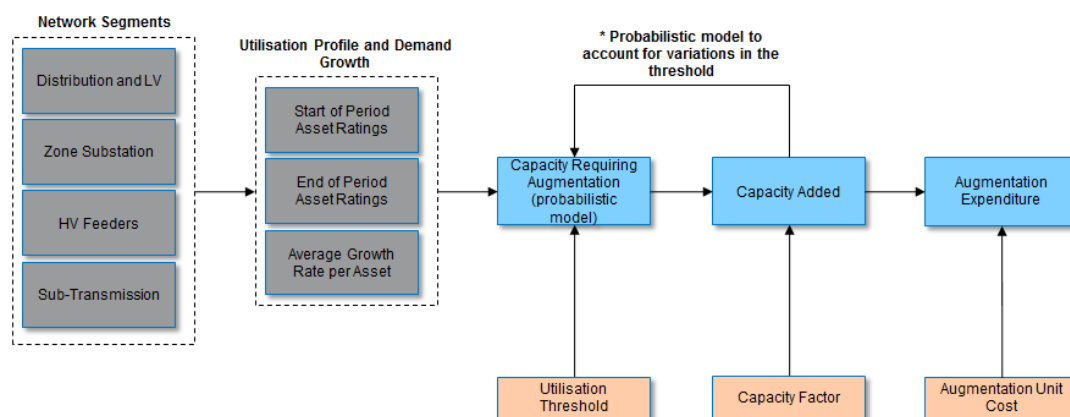 Network Segments
Distribution and LV
Zone Substation
HV Feeders
Sub-Transmission
Utilisation Profile and Demand
Growth
Start of Period
Asset Ratings
End of Period
Asset Ratings
Average Growth
Rate per Asset
* Probabilistic model to
account for variations in the
threshold
Capacity Requiring
Augmentation
(probabilistic
model)
Capacity Added
Augmentation
Expenditure
Utilisation
Threshold
Capacity Factor
Augmentation Unit
Cost